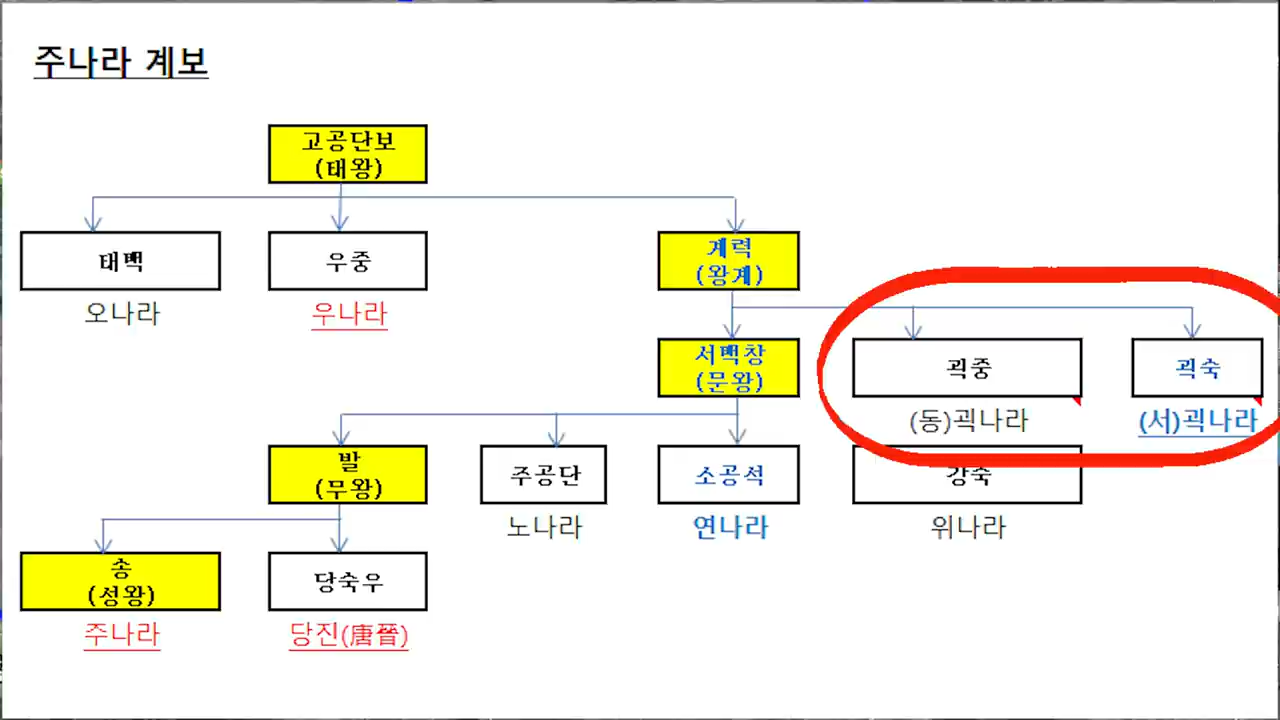 주나라 계보
고공단보
(태왕)
태백
우중
계력
(왕계)
오나라
우나라
서백창
(문왕)
괵중
괵숙
(동)괵나라
(서)괵나라
발
(무왕)
주공단
소공석
강숙
노나라
연나라
위나라
송
(성왕)
당숙우
주나라
당진(唐晉)